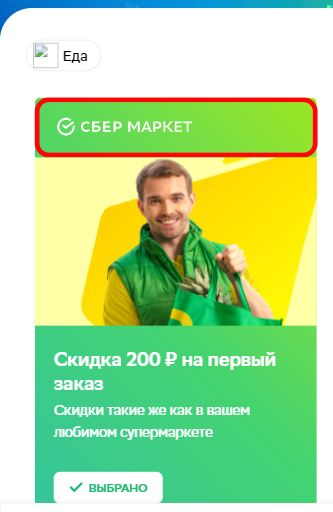 Еда
СБЕР МАРКЕТ
Скидка 200 ₽ на первый
заказ
Скидки такие же как в вашем
любимом супермаркете
ВЫБРАНО